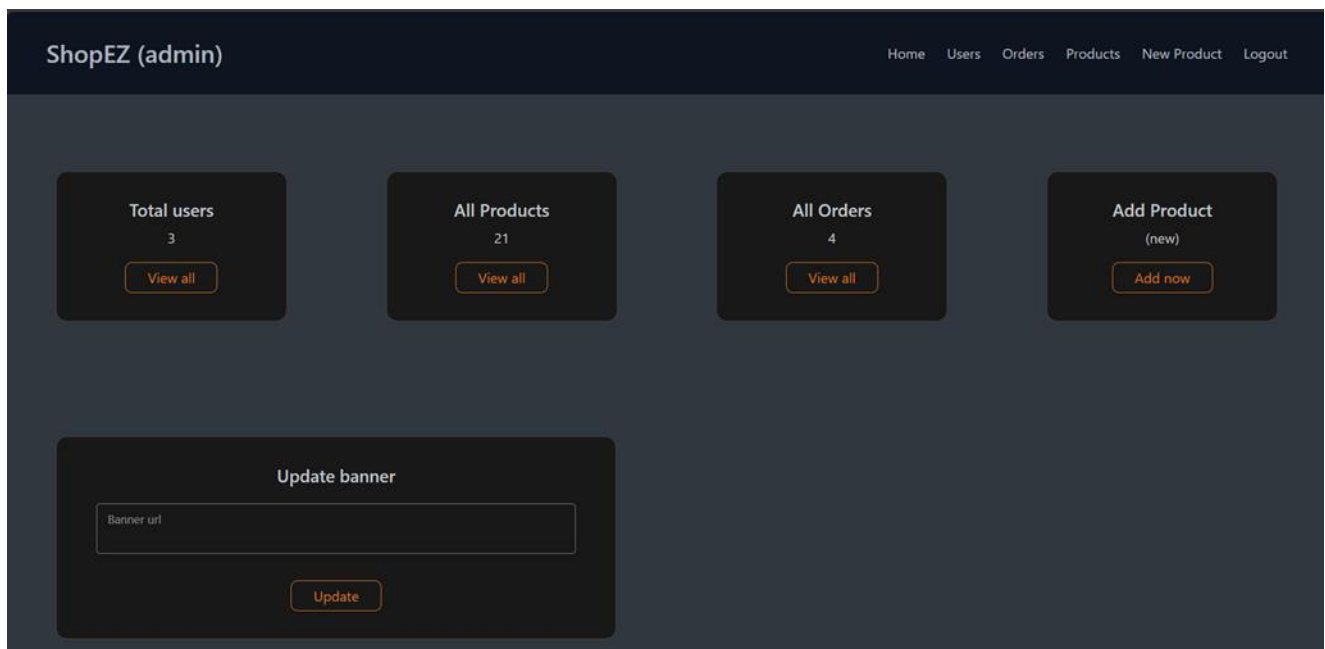 ShopEZ (admin)
Home Users Orders Products New Product Logout
Total users
3
View all
All Products
21
View all
All Orders
4
View all
Add Product
(new)
Add now
Update banner
Banner url
Update